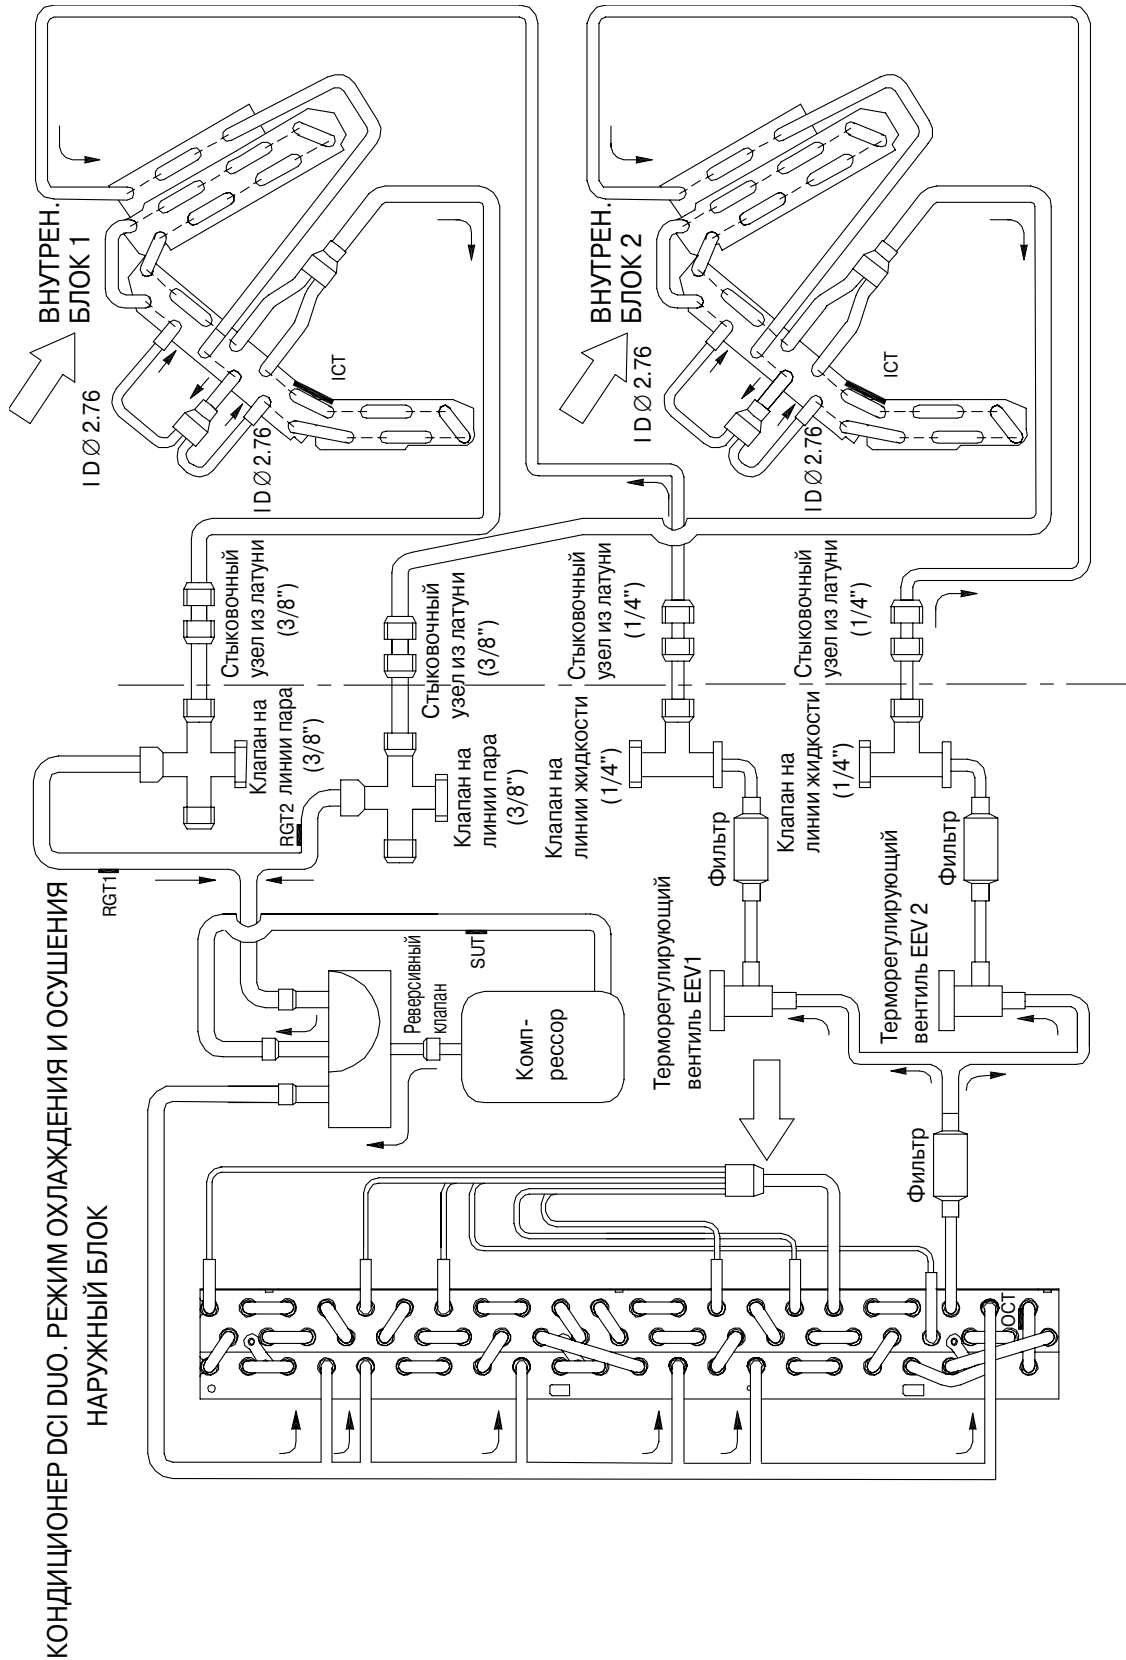 КОНДИЦИОНЕР DCI DUO. РЕЖИМ ОХЛАЖДЕНИЯ И ОСУШЕНИЯ
НАРУЖНЫЙ БЛОК
ВНУТРЕН.
БЛОК 1
I D Ø 2.76
I D Ø 2.76
ICT
ВНУТРЕН.
БЛОК 2
I D Ø 2.76
I D Ø 2.76
ICT
Стыковочный
узел из латуни
(3/8")
Стыковочный
узел из латуни
(3/8")
Стыковочный
узел из латуни
(1/4")
Стыковочный
узел из латуни
(1/4")
Клапан на
линии пара
(3/8")
Клапан на
линии пара
(3/8")
Клапан на
линии жидкости
(1/4")
Клапан на
линии жидкости
(1/4")
RGT1
RGT2
SUT
Реверсивный
клапан
Комп-
рессор
Фильтр
Фильтр
Терморегулирующий
вентиль EEV1
Терморегулирующий
вентиль EEV 2
Фильтр
OCT